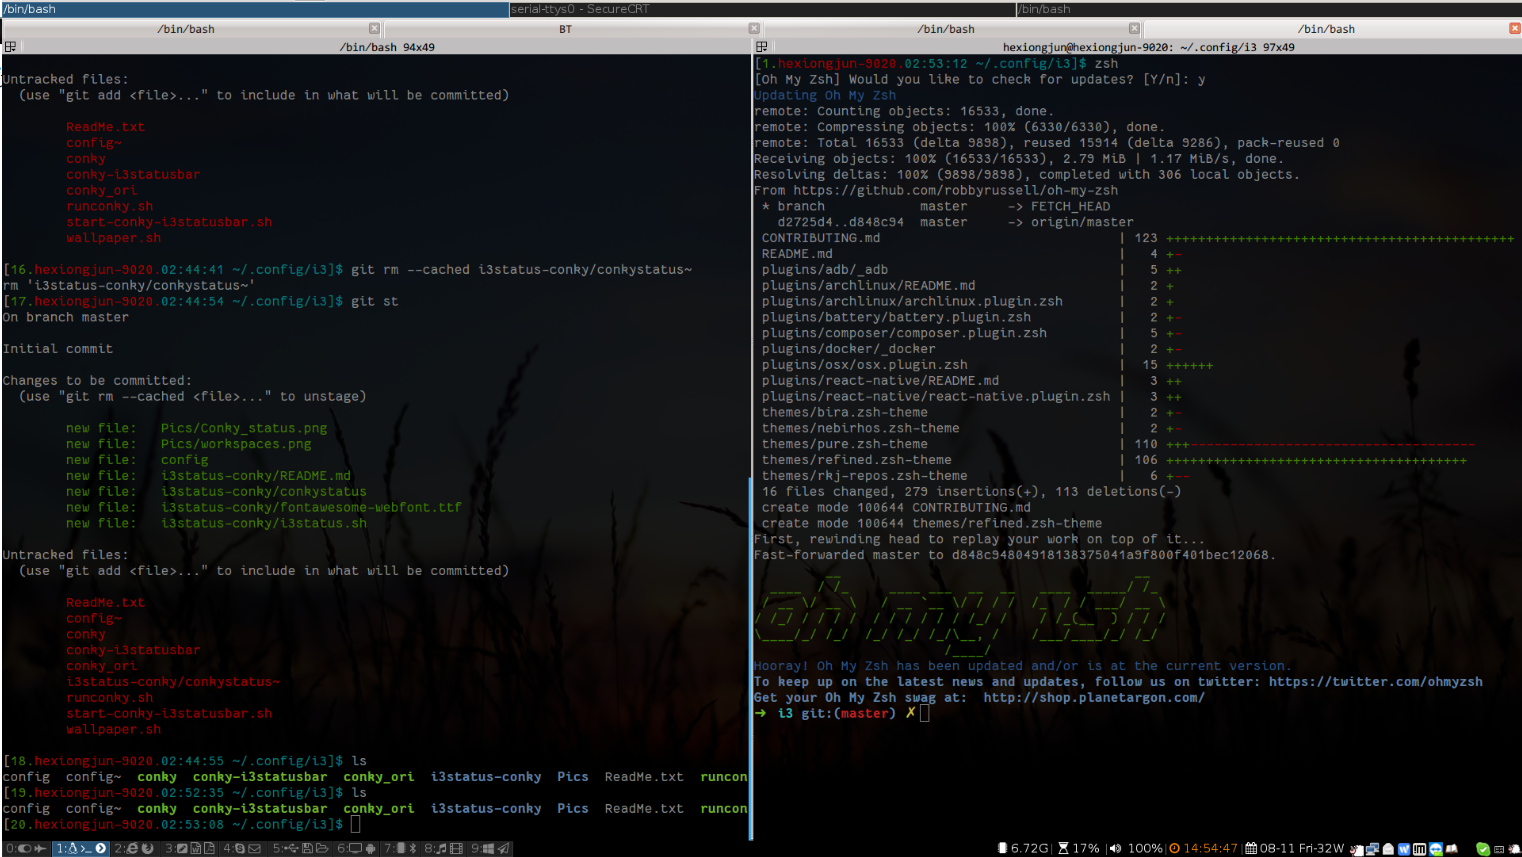 /bin/bash
serial-ttys0 - SecureCRT
/bin/bash
/bin/bash
BT
/bin/bash
/bin/bash
/bin/bash 94x49
Untracked files:
(use "git add <file>..." to include in what will be committed)
ReadMe.txt
config~
conky
conky-i3statusbar
conky_ori
runconky.sh
start-conky-i3statusbar.sh
wallpaper.sh
[16.hexiongjun-9020.02:44:41 ~/.config/i3]$ git rm --cached i3status-conky/conkystatus~
rm 'i3status-conky/conkystatus~'
[17.hexiongjun-9020.02:44:54 ~/.config/i3]$ git st
On branch master
Initial commit
Changes to be committed:
(use "git rm --cached <file>..." to unstage)
new file:   Pics/Conky_status.png
new file:   Pics/workspaces.png
new file:   config
new file:   i3status-conky/README.md
new file:   i3status-conky/conkystatus
new file:   i3status-conky/fontawesome-webfont.ttf
new file:   i3status-conky/i3status.sh
Untracked files:
(use "git add <file>..." to include in what will be committed)
ReadMe.txt
config~
conky
conky-i3statusbar
conky_ori
i3status-conky/conkystatus~
runconky.sh
start-conky-i3statusbar.sh
wallpaper.sh
[18.hexiongjun-9020.02:44:55 ~/.config/i3]$ ls
config  config~  conky  conky-i3statusbar  conky_ori  i3status-conky  Pics  ReadMe.txt  runcon
[19.hexiongjun-9020.02:52:35 ~/.config/i3]$ ls
config  config~  conky  conky-i3statusbar  conky_ori  i3status-conky  Pics  ReadMe.txt  runcon
[20.hexiongjun-9020.02:53:08 ~/.config/i3]$
hexiongjun@hexiongjun-9020: ~/.config/i3 97x49
[1.hexiongjun-9020.02:53:12 ~/.config/i3]$ zsh
[Oh My Zsh] Would you like to check for updates? [Y/n]: y
Updating Oh My Zsh
remote: Counting objects: 16533, done.
remote: Compressing objects: 100% (6330/6330), done.
remote: Total 16533 (delta 9898), reused 15914 (delta 9286), pack-reused 0
Receiving objects: 100% (16533/16533), 2.79 MiB | 1.17 MiB/s, done.
Resolving deltas: 100% (9898/9898), completed with 306 local objects.
From https://github.com/robbyrussell/oh-my-zsh
* branch            master     -> FETCH_HEAD
d2725d4..d848c94  master     -> origin/master
CONTRIBUTING.md | 123 ++++++++++++++++++++++++++++++++++++++++++++
README.md | 4 +-
plugins/adb/_adb | 5 ++
plugins/archlinux/README.md | 2 +
plugins/archlinux/archlinux.plugin.zsh | 2 +
plugins/battery/battery.plugin.zsh | 2 +-
plugins/composer/composer.plugin.zsh | 5 +-
plugins/docker/_docker | 2 +-
plugins/osx/osx.plugin.zsh | 15 ++++++
plugins/react-native/README.md | 3 ++
plugins/react-native/react-native.plugin.zsh | 3 ++
themes/bira.zsh-theme | 2 +-
themes/nebirhos.zsh-theme | 2 +-
themes/pure.zsh-theme | 110 +++------------------------------------
themes/refined.zsh-theme | 106 ++++++++++++++++++++++++++++++++++++++
themes/rkj-repos.zsh-theme | 6 +--
16 files changed, 279 insertions(+), 113 deletions(-)
create mode 100644 CONTRIBUTING.md
create mode 100644 themes/refined.zsh-theme
First, rewinding head to replay your work on top of it...
Fast-forwarded master to d848c94804918138375041a9f800f401bec12068.
oh my zsh
Hooray! Oh My Zsh has been updated and/or is at the current version.
To keep up on the latest news and updates, follow us on twitter: https://twitter.com/ohmyzsh
Get your Oh My Zsh swag at:  http://shop.planetargon.com/
➜  i3 git:(master) ✗
0: 1: 2: 3: 4: 5: 6: 7: 8: 9:
6.72G 17% 100% 14:54:47 08-11 Fri-32W